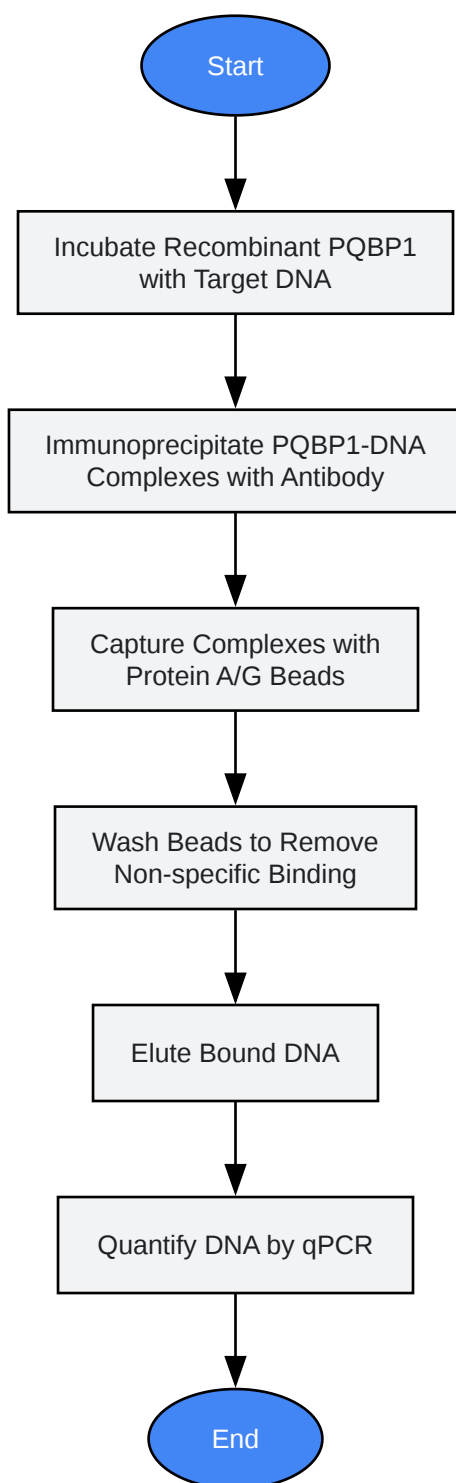 Start
Incubate Recombinant PQBP1
with Target DNA
Immunoprecipitate PQBP1-DNA
Complexes with Antibody
Capture Complexes with
Protein A/G Beads
Wash Beads to Remove
Non-specific Binding
Elute Bound DNA
Quantify DNA by qPCR
End